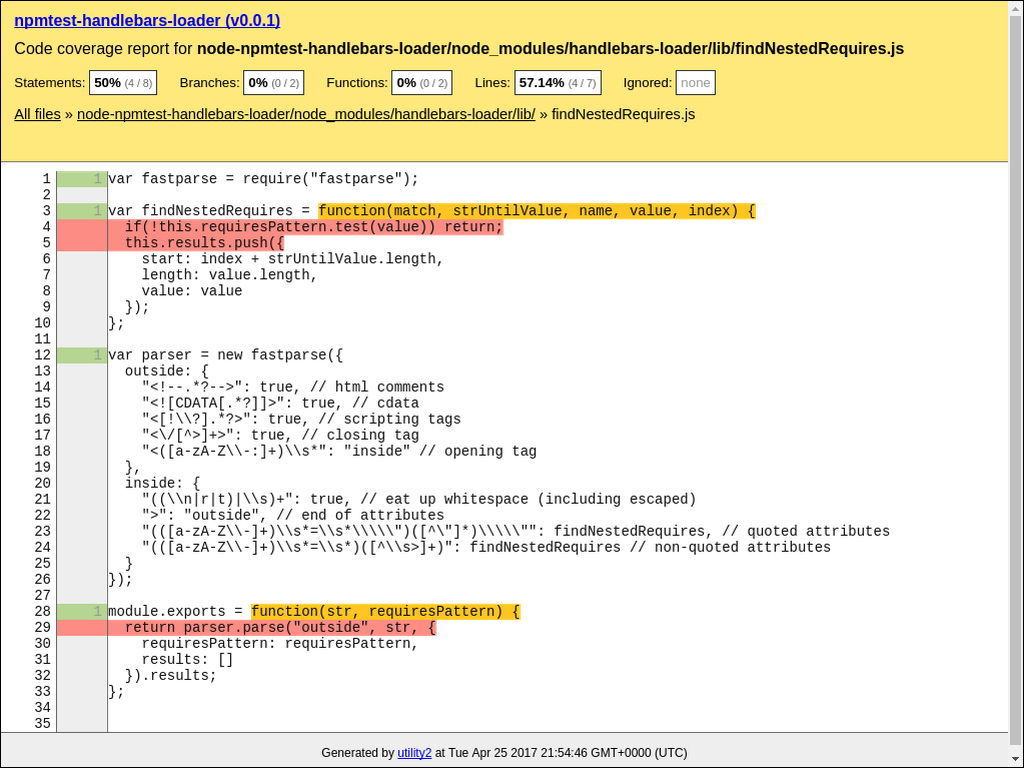 npmtest-handlebars-loader (v0.0.1)
Code coverage report for node-npmtest-handlebars-loader/node_modules/handlebars-loader/lib/findNestedRequires.js
Statements: 50% (4 / 8) Branches: 0% (0 / 2) Functions: 0% (0 / 2) Lines: 57.14% (4 / 7) Ignored: none
All files » node-npmtest-handlebars-loader/node_modules/handlebars-loader/lib/ » findNestedRequires.js
1 1 var fastparse = require("fastparse");
2
3 1 var findNestedRequires = function(match, strUntilValue, name, value, index) {
4   if(!this.requiresPattern.test(value)) return;
5   this.results.push({
6     start: index + strUntilValue.length,
7     length: value.length,
8     value: value
9   });
10 };
11
12 1 var parser = new fastparse({
13   outside: {
14     "<!--.*?-->": true, // html comments
15     "<![CDATA[.*?]]>": true, // cdata
16     "<[!\\?].*?>": true, // scripting tags
17     "<\/[^>]+>": true, // closing tag
18     "<([a-zA-Z\\-:]+)\\s*": "inside" // opening tag
19   },
20   inside: {
21     "((\\n|r|t)|\\s)+": true, // eat up whitespace (including escaped)
22     ">": "outside", // end of attributes
23     "(([a-zA-Z\\-]+)\\s*=\\s*\\\\\")([^\"]*)\\\\\"": findNestedRequires, // quoted attributes
24     "(([a-zA-Z\\-]+)\\s*=\\s*)([^\\s>]+)": findNestedRequires // non-quoted attributes
25   }
26 });
27
28 1 module.exports = function(str, requiresPattern) {
29   return parser.parse("outside", str, {
30     requiresPattern: requiresPattern,
31     results: []
32   }).results;
33 };
34
35
Generated by utility2 at Tue Apr 25 2017 21:54:46 GMT+0000 (UTC)